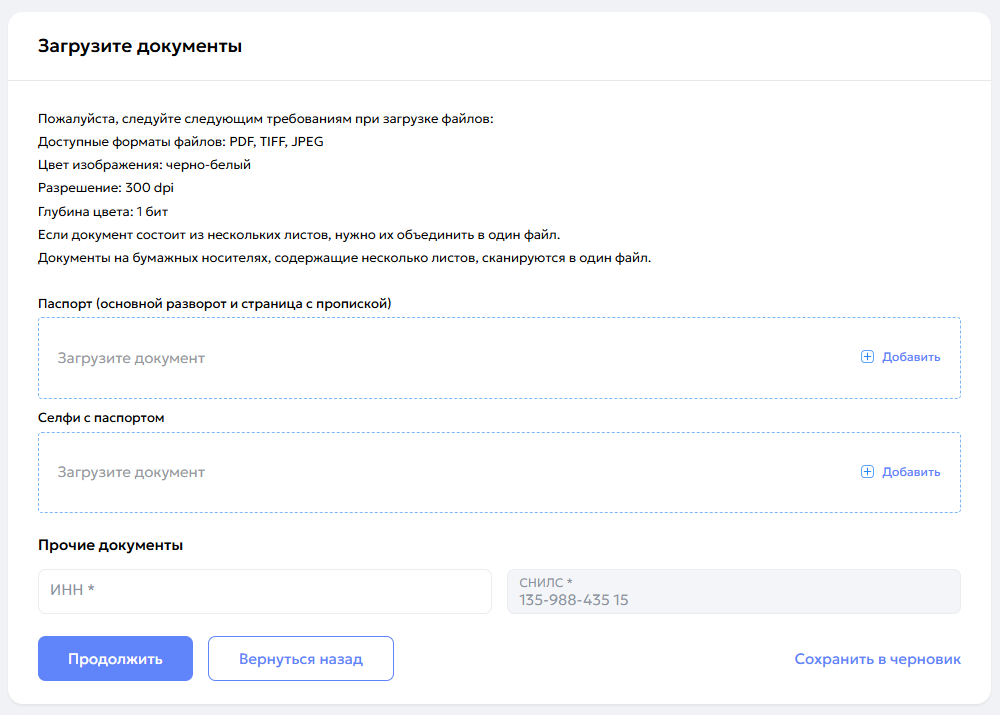 Загрузите документы
Пожалуйста, следуйте следующим требованиям при загрузке файлов:
Доступные форматы файлов: PDF, TIFF, JPEG
Цвет изображения: черно-белый
Разрешение: 300 dpi
Глубина цвета: 1 бит
Если документ состоит из нескольких листов, нужно их объединить в один файл.
Документы на бумажных носителях, содержащие несколько листов, сканируются в один файл.
Паспорт (основной разворот и страница с пропиской)
Загрузите документ
Добавить
Селфи с паспортом
Загрузите документ
Добавить
Прочие документы
ИНН *
СНИЛС *
135-988-435 15
Продолжить
Вернуться назад
Сохранить в черновик